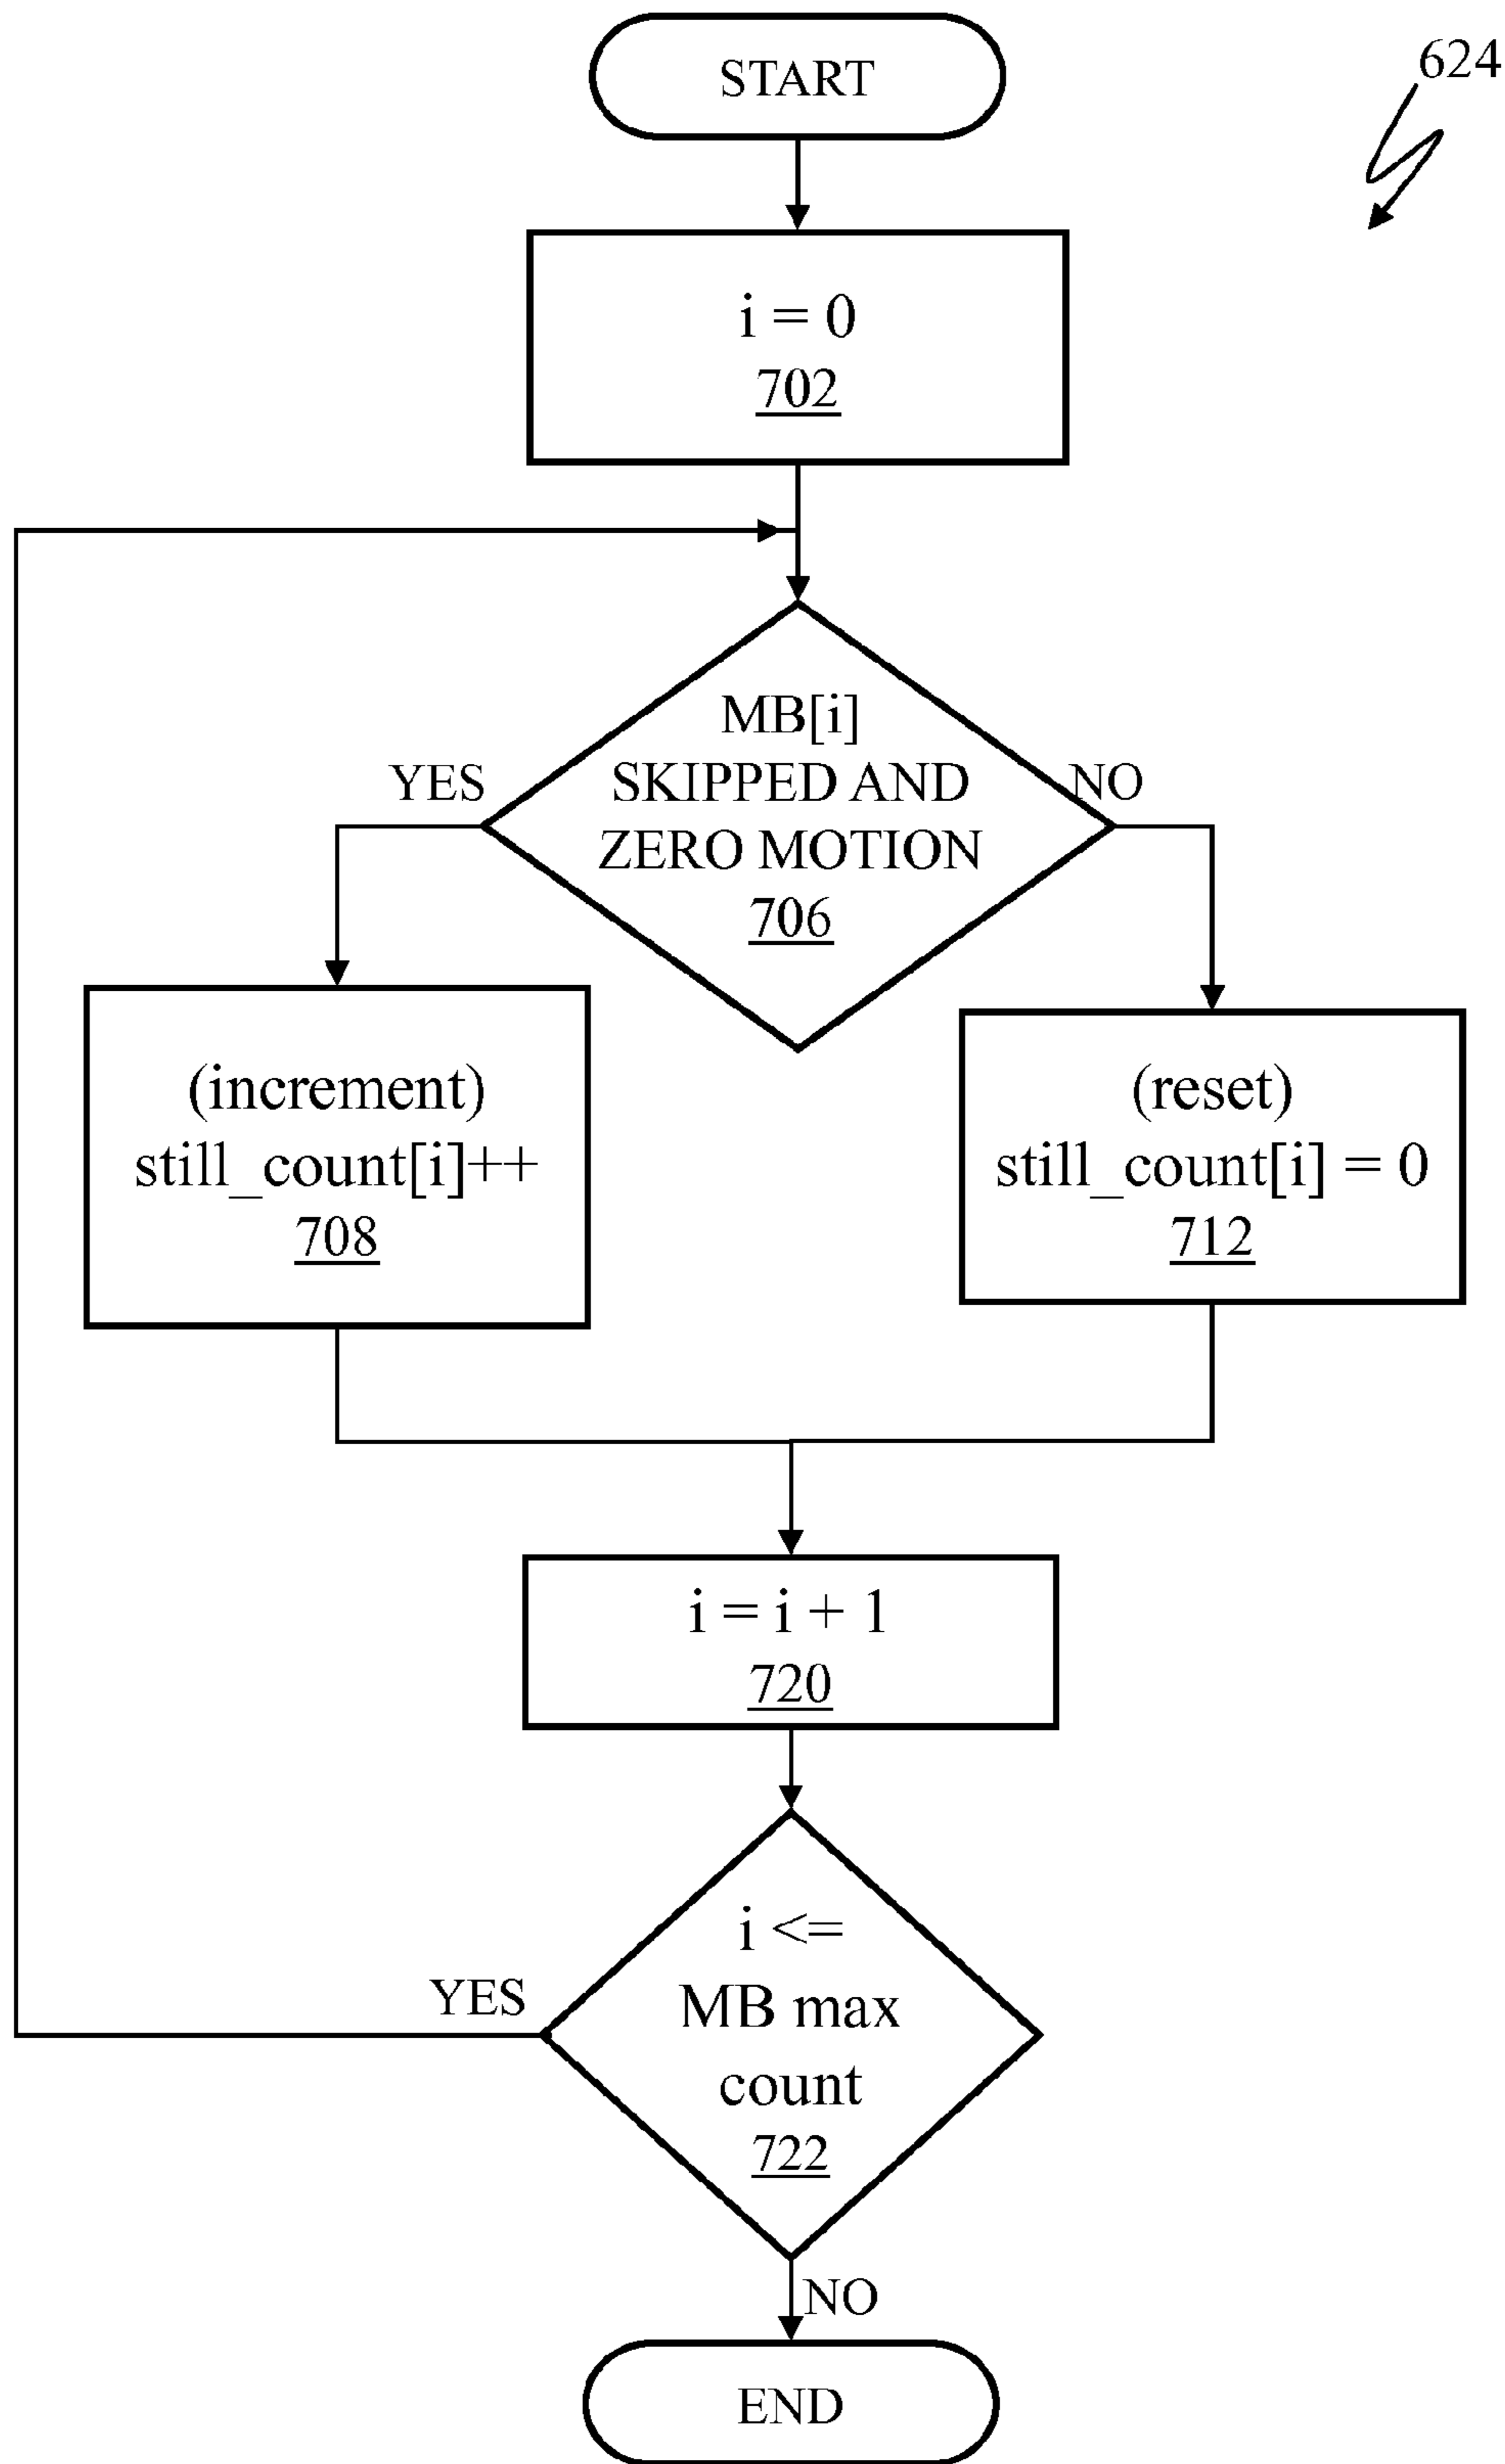 START
624
i = 0
702
MB[i]
SKIPPED AND
ZERO MOTION
706
YES
NO
(increment)
still_count[i]++
708
(reset)
still_count[i] = 0
712
i = i + 1
720
i <=
MB max
count
722
YES
NO
END